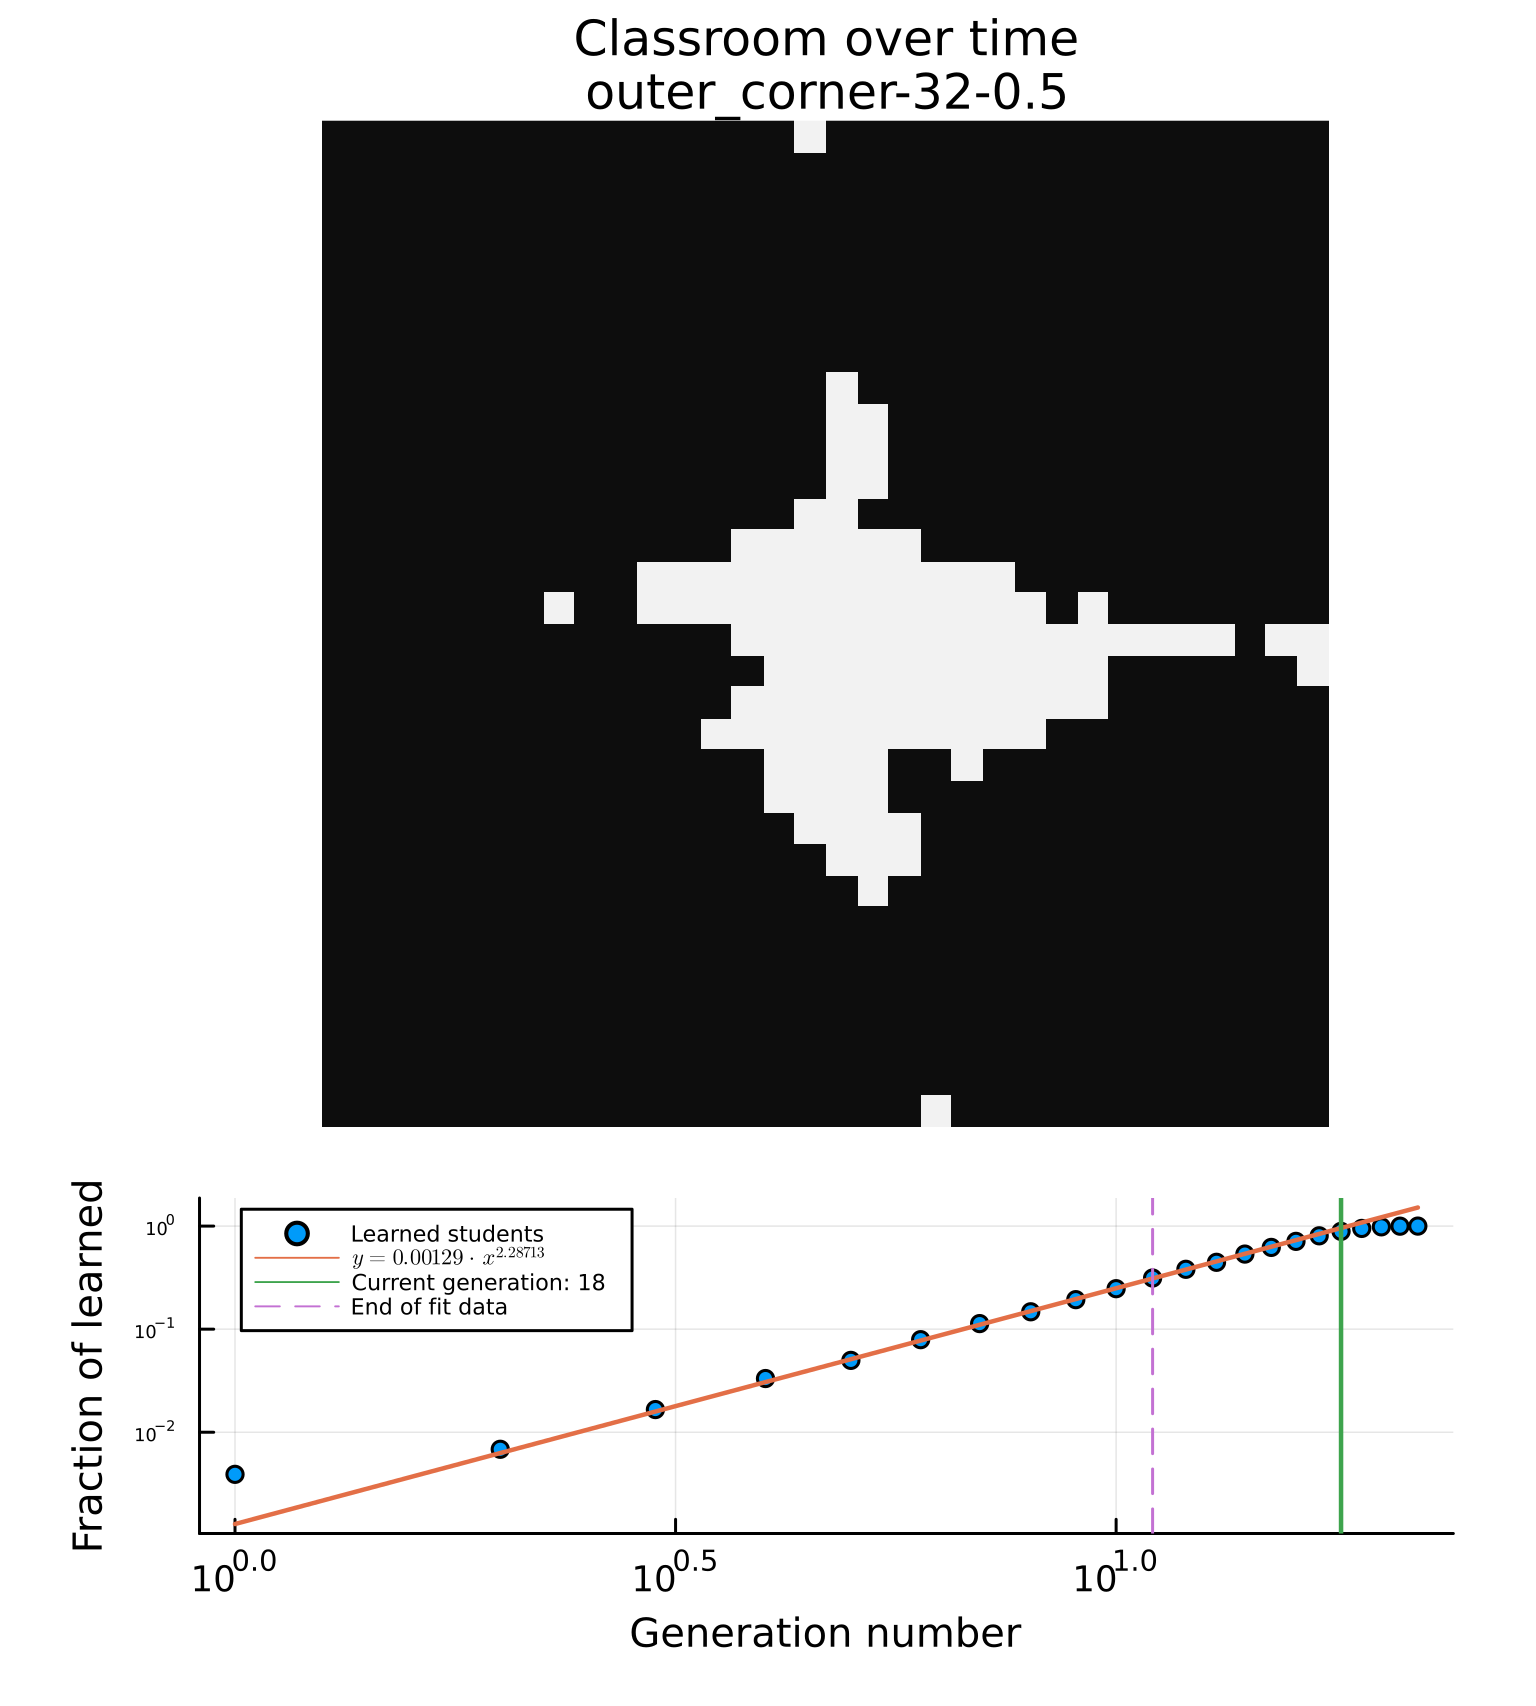 Classroom over time
outer_corner-32-0.5
Fraction of learned
10^0
10^-1
10^-2
Learned students
y = 0.00129 · x^2.28713
Current generation: 18
End of fit data
10^0.0 10^0.5 10^1.0
Generation number